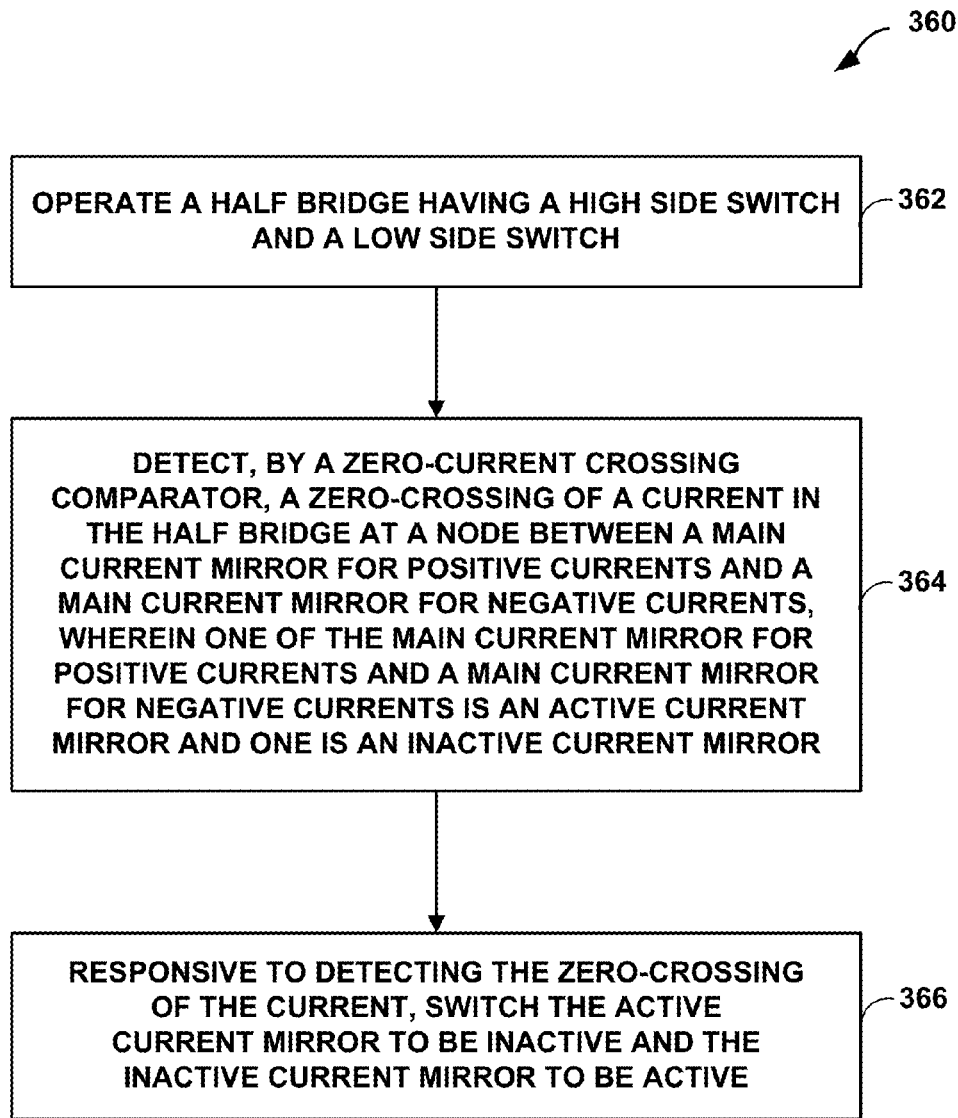 360
OPERATE A HALF BRIDGE HAVING A HIGH SIDE SWITCH
AND A LOW SIDE SWITCH
362
DETECT, BY A ZERO-CURRENT CROSSING
COMPARATOR, A ZERO-CROSSING OF A CURRENT IN
THE HALF BRIDGE AT A NODE BETWEEN A MAIN
CURRENT MIRROR FOR POSITIVE CURRENTS AND A
MAIN CURRENT MIRROR FOR NEGATIVE CURRENTS,
WHEREIN ONE OF THE MAIN CURRENT MIRROR FOR
POSITIVE CURRENTS AND A MAIN CURRENT MIRROR
FOR NEGATIVE CURRENTS IS AN ACTIVE CURRENT
MIRROR AND ONE IS AN INACTIVE CURRENT MIRROR
364
RESPONSIVE TO DETECTING THE ZERO-CROSSING
OF THE CURRENT, SWITCH THE ACTIVE
CURRENT MIRROR TO BE INACTIVE AND THE
INACTIVE CURRENT MIRROR TO BE ACTIVE
366